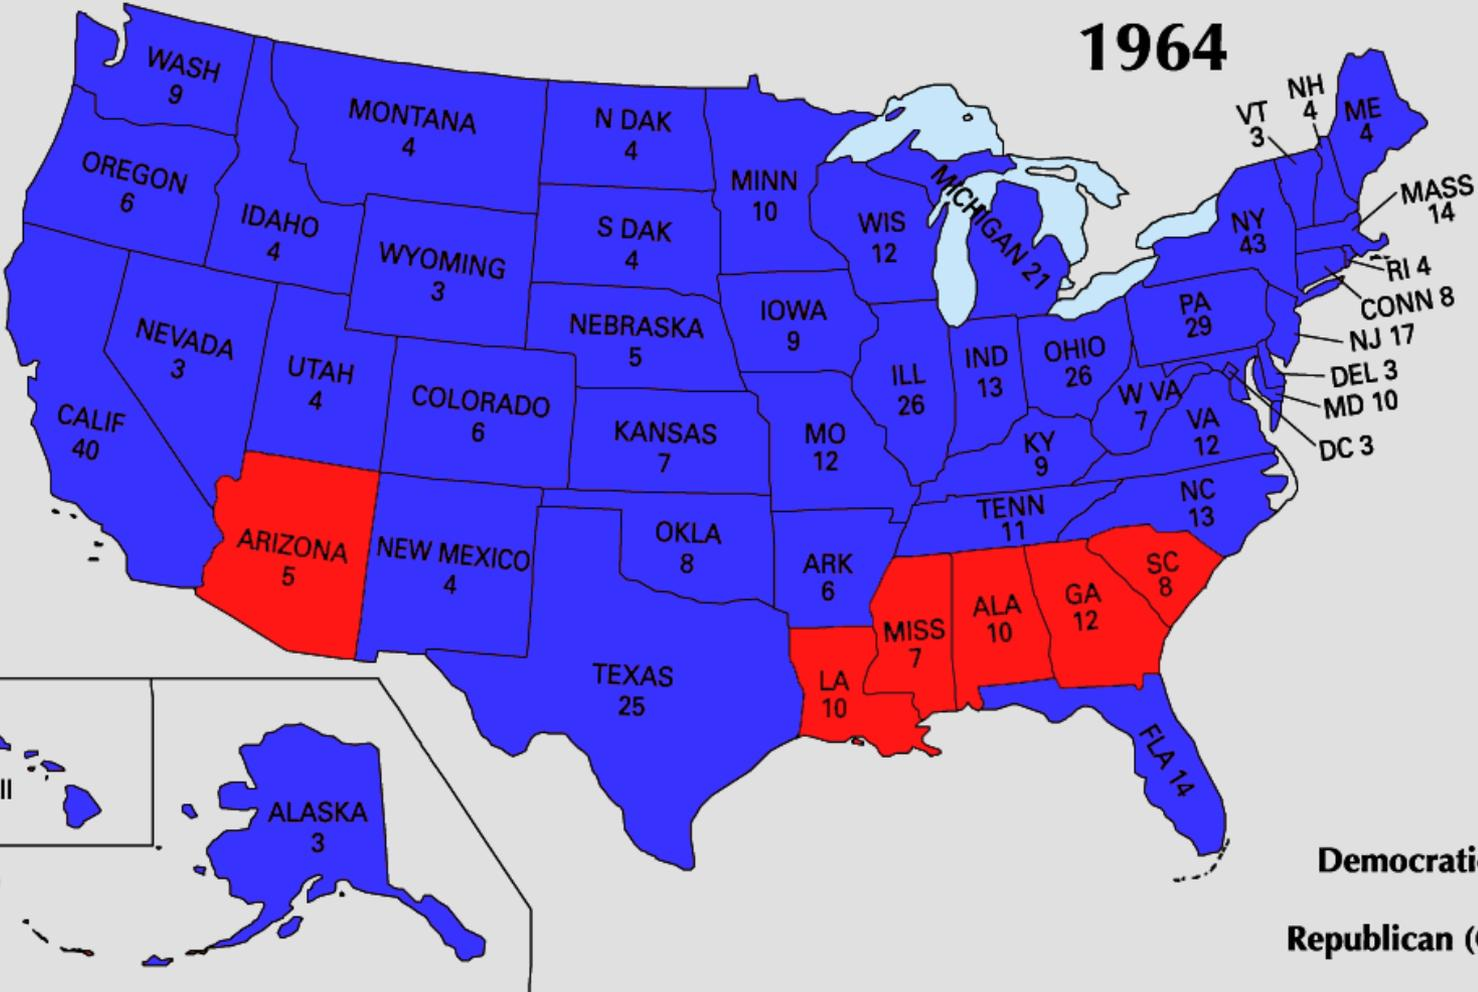 1964
WASH
9
MONTANA
4
N DAK
4
MINN
10
OREGON
6
IDAHO
4
WYOMING
3
S DAK
4
WIS
12
MICHIGAN 21
VT
3
NH
4
ME
4
MASS
14
NY
43
RI 4
CONN 8
NJ 17
DEL 3
MD 10
DC 3
PA
29
NEVADA
3
UTAH
4
COLORADO
6
NEBRASKA
5
IOWA
9
ILL
26
IND
13
OHIO
26
W VA
7
VA
12
CALIF
40
KANSAS
7
MO
12
KY
9
TENN
11
NC
13
ARIZONA
5
NEW MEXICO
4
OKLA
8
ARK
6
MISS
7
ALA
10
GA
12
SC
8
TEXAS
25
LA
10
FLA 14
II
ALASKA
3
Democrati
Republican (